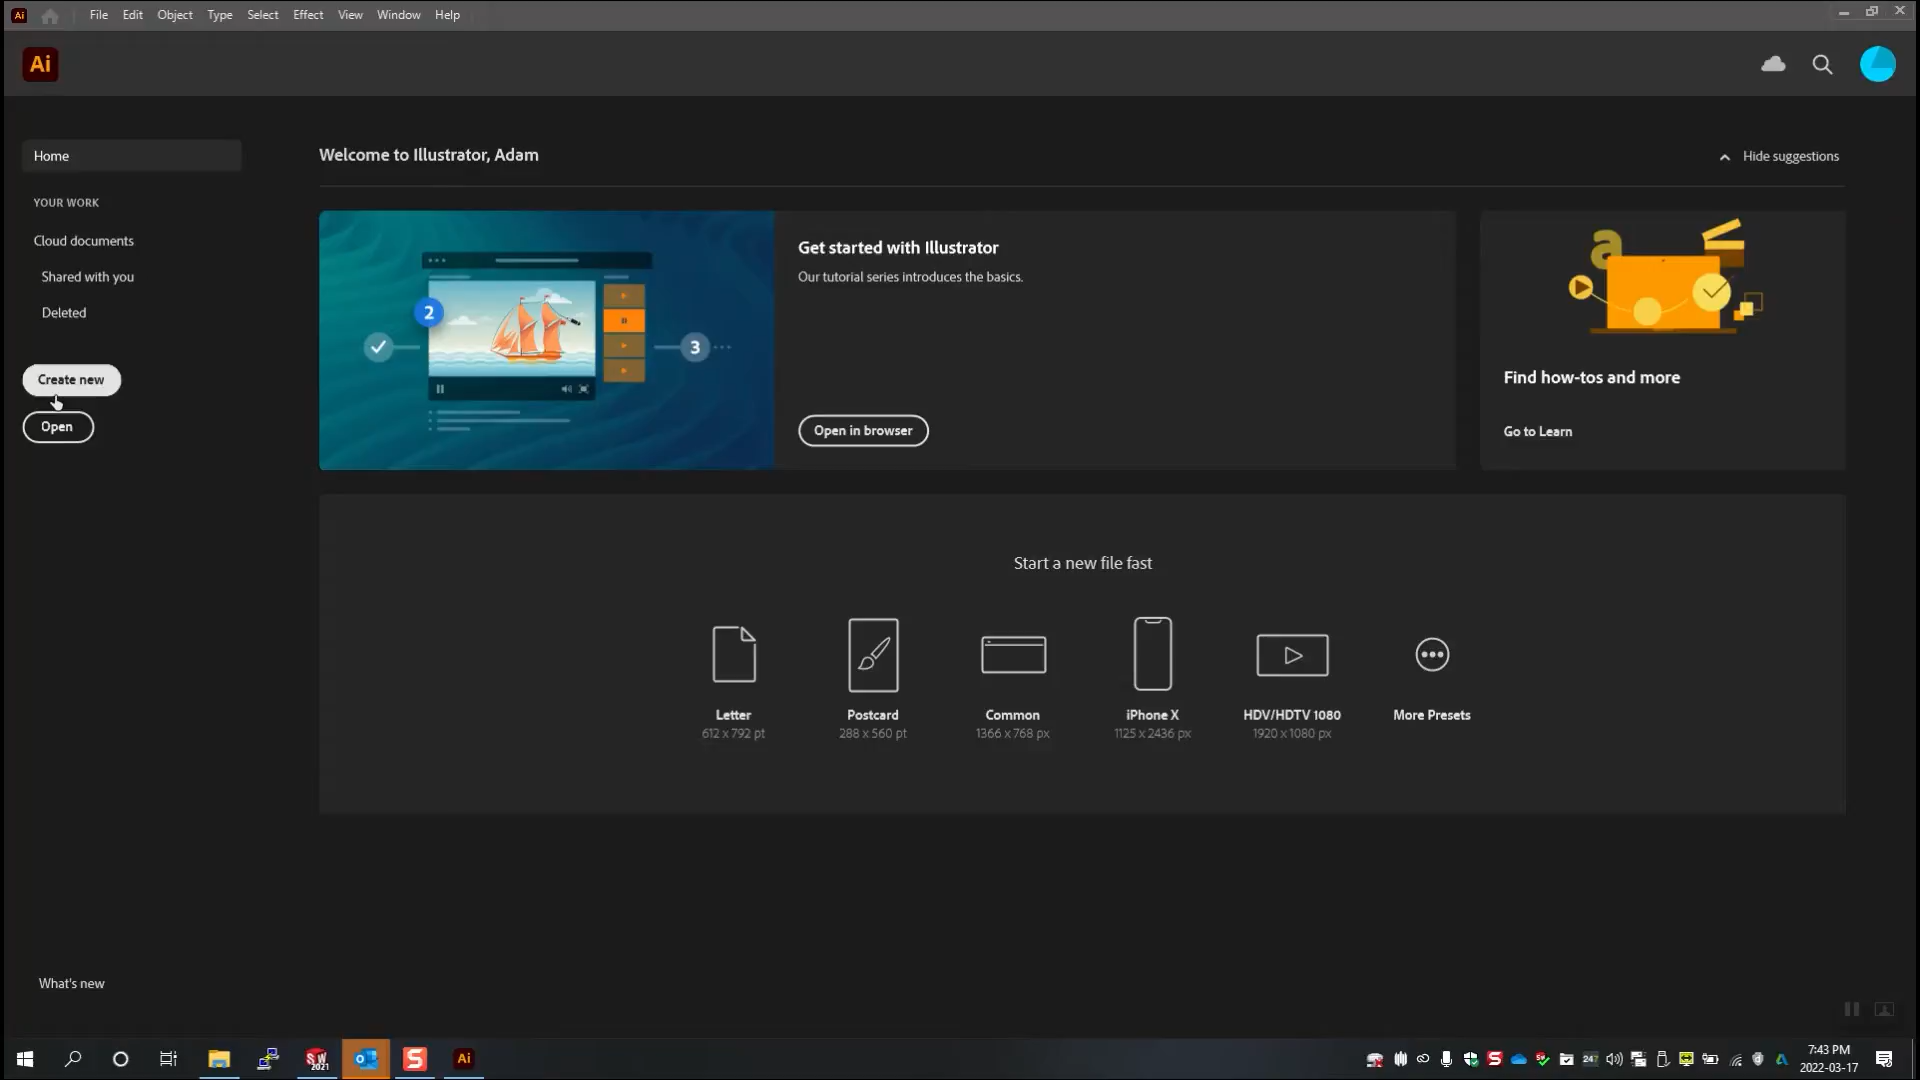 Ai
File Edit Object Type Select Effect View Window Help
Ai
Home
Welcome to Illustrator, Adam
Hide suggestions
YOUR WORK
Cloud documents
Shared with you
Deleted
Create new
Open
2
3
Get started with Illustrator
Our tutorial series introduces the basics.
Open in browser
a
Find how-tos and more
Go to Learn
Start a new file fast
Letter
612 x 792 pt
Postcard
288 x 560 pt
Common
1366 x 768 px
iPhone X
1125 x 2436 px
HDV/HDTV 1080
1920 x 1080 px
More Presets
What's new
SW
2021
S
Ai
S
247
7:43 PM
2022-03-17